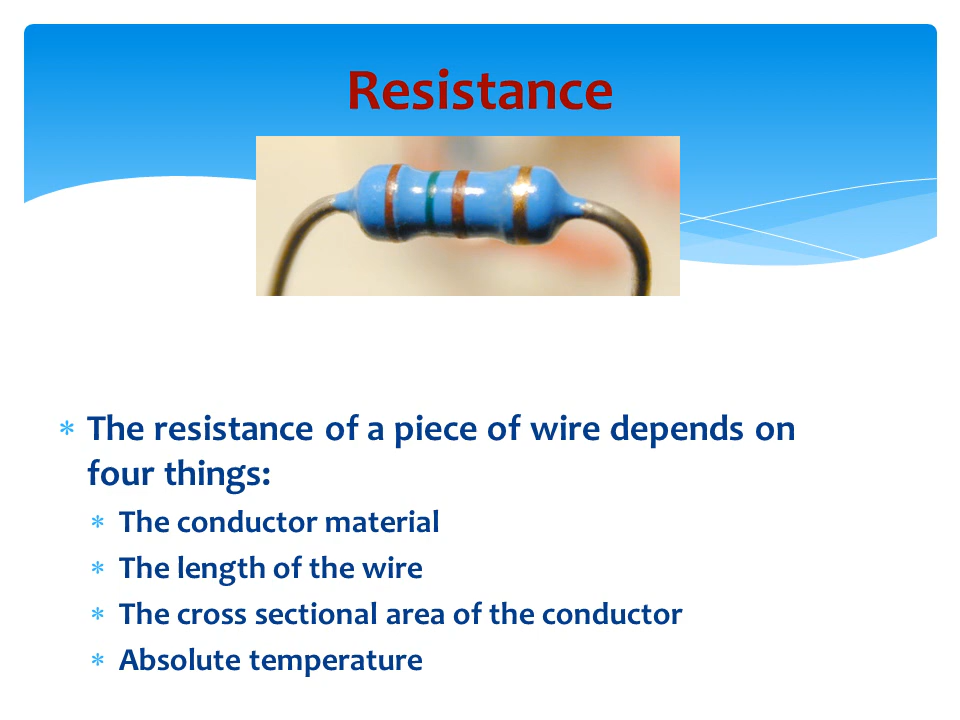 Resistance
* The resistance of a piece of wire depends on
four things:
* The conductor material
* The length of the wire
* The cross sectional area of the conductor
* Absolute temperature